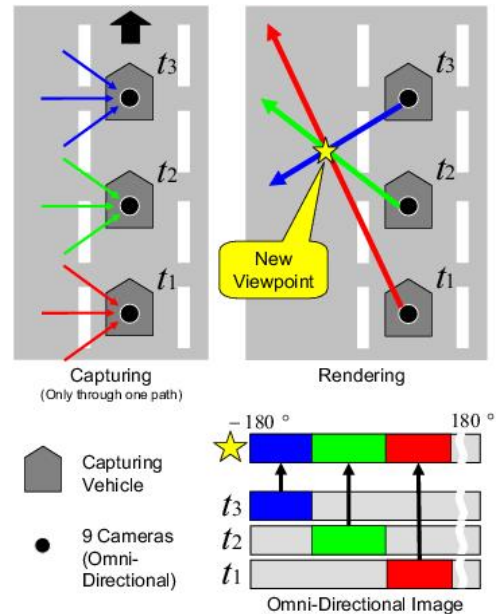 t3
t2
t1
Capturing
(Only through one path)
t3
t2
New
Viewpoint
t1
Rendering
Capturing
Vehicle
9 Cameras
(Omni-
Directional)
−180 °
180 °
t3
t2
t1
Omni-Directional Image